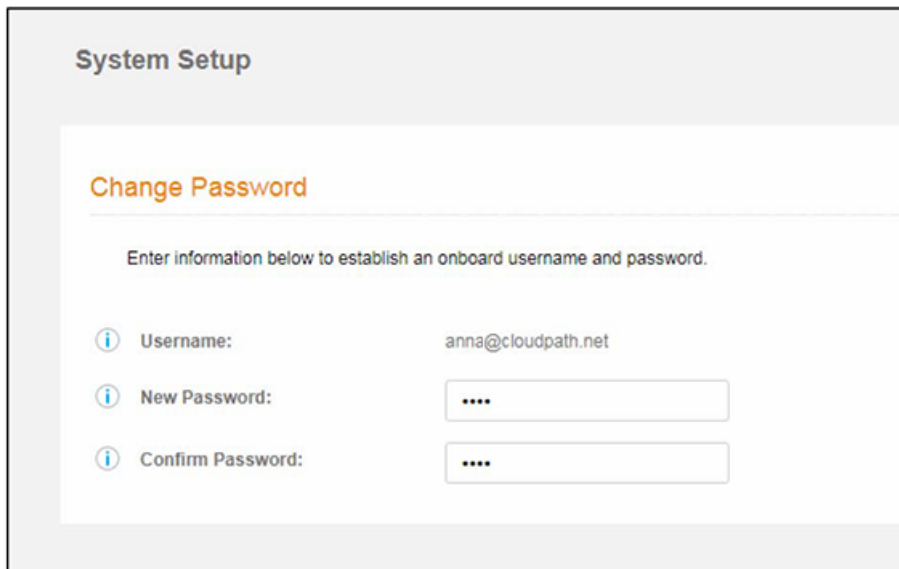 System Setup
Change Password
Enter information below to establish an onboard username and password.
Username: anna@cloudpath.net
New Password: ••••
Confirm Password: ••••